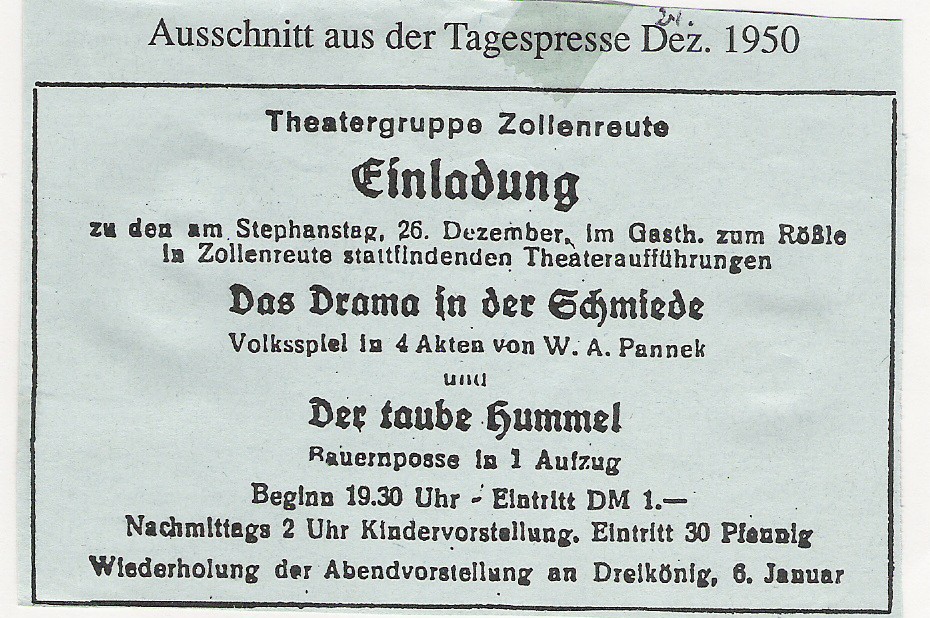 21.
Ausschnitt aus der Tagespresse Dez. 1950
Theatergruppe Zollenreute
Einladung
zu den am Stephanstag, 26. Dezember, im Gasth. zum Rößle
in Zollenreute stattfindenden Theateraufführungen
Das Drama in der Schmiede
Volksspiel in 4 Akten von W. A. Pannek
und
Der taube Hummel
Bauernposse in 1 Aufzug
Beginn 19.30 Uhr - Eintritt DM 1.—
Nachmittags 2 Uhr Kindervorstellung. Eintritt 30 Pfennig
Wiederholung der Abendvorstellung an Dreikönig, 6. Januar